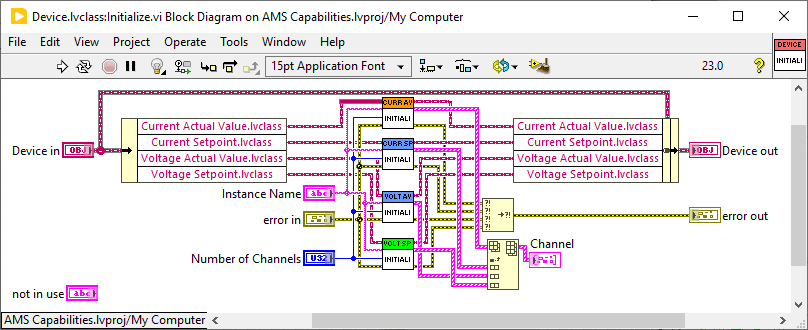 Device.lvclass:Initialize.vi Block Diagram on AMS Capabilities.lvproj/My Computer
File Edit View Project Operate Tools Window Help
15pt Application Font
23.0
?
DEVICE
INITIALI
CURR AV
INITIALI
Current Actual Value.lvclass
Current Setpoint.lvclass
Voltage Actual Value.lvclass
Voltage Setpoint.lvclass
Current Actual Value.lvclass
Current Setpoint.lvclass
Voltage Actual Value.lvclass
Voltage Setpoint.lvclass
CURR SP
INITIALI
Device in
OBJ
OBJ
Device out
Instance Name
abc
VOLT AV
INITIALI
error in
?!
?!
?!
?!
?!
error out
VOLT SP
INITIALI
Number of Channels
U32
Channel
not in use
abc
AMS Capabilities.lvproj/My Computer